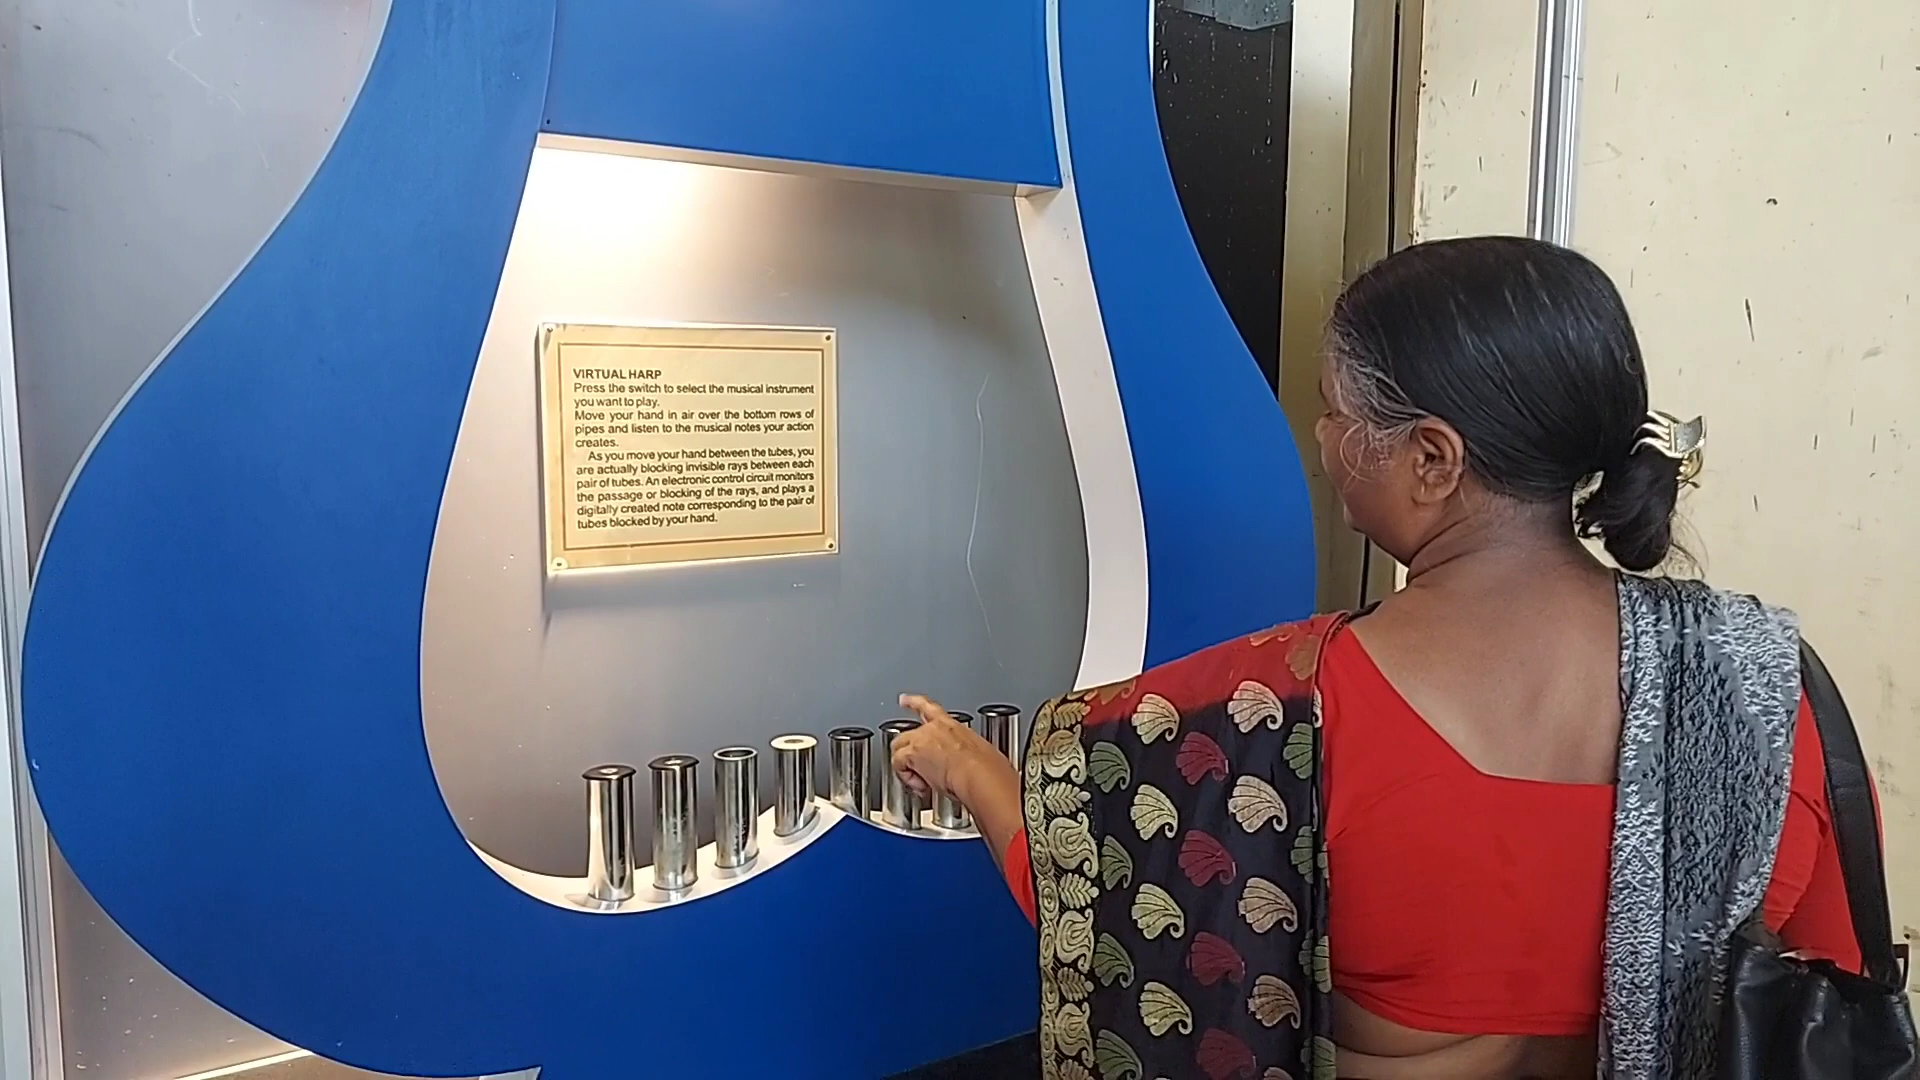 VIRTUAL HARP
Press the switch to select the musical instrument
you want to play.
Move your hand in air over the bottom rows of
pipes and listen to the musical notes your action
creates.
As you move your hand between the tubes, you
are actually blocking invisible rays between each
pair of tubes. An electronic control circuit monitors
the passage or blocking of the rays, and plays a
digitally created note corresponding to the pair of
tubes blocked by your hand.